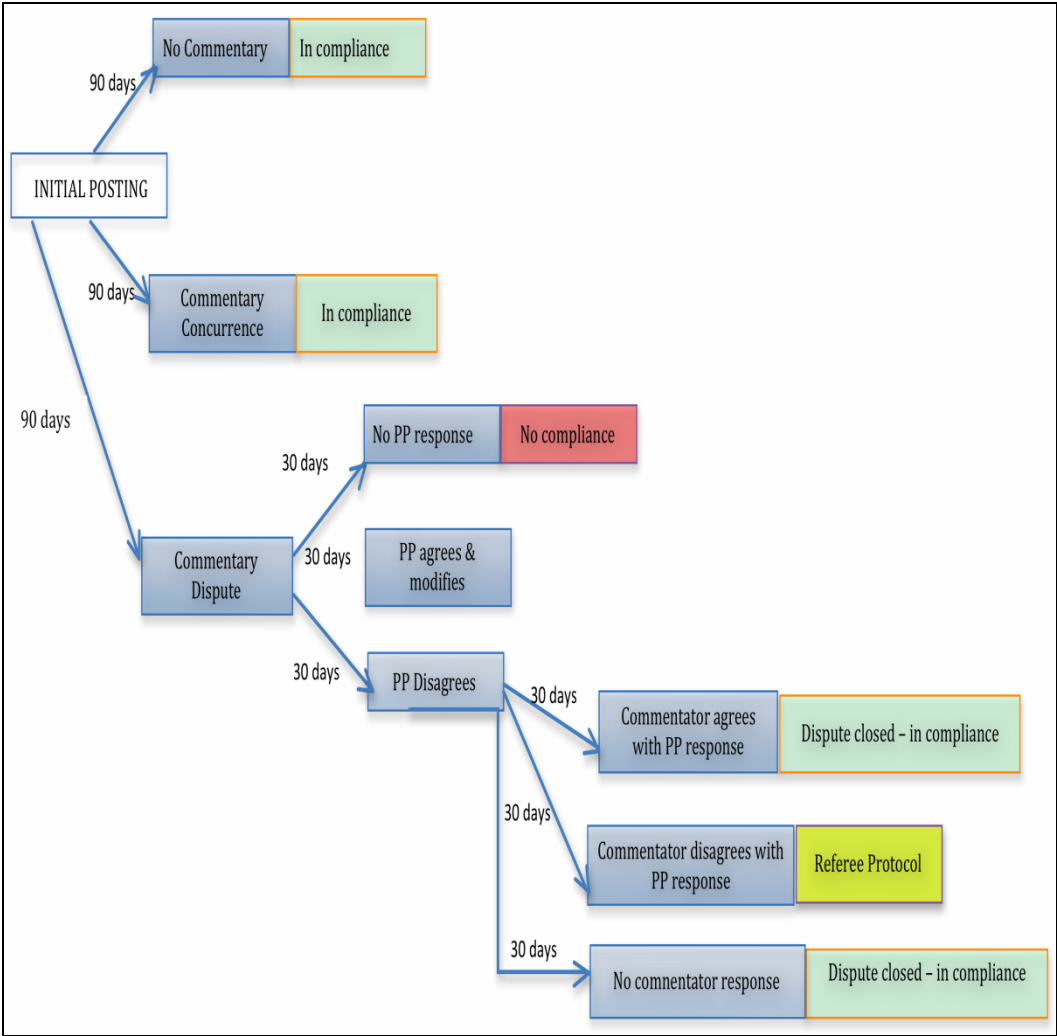 No Commentary
In compliance
90 days
INITIAL POSTING
90 days
Commentary
Concurrence
In compliance
90 days
No PP response
No compliance
30 days
Commentary
Dispute
30 days
PP agrees &
modifies
30 days
PP Disagrees
30 days
Commentator agrees
with PP response
Dispute closed – in compliance
30 days
Commentator disagrees with
PP response
Referee Protocol
30 days
No commentator response
Dispute closed – in compliance